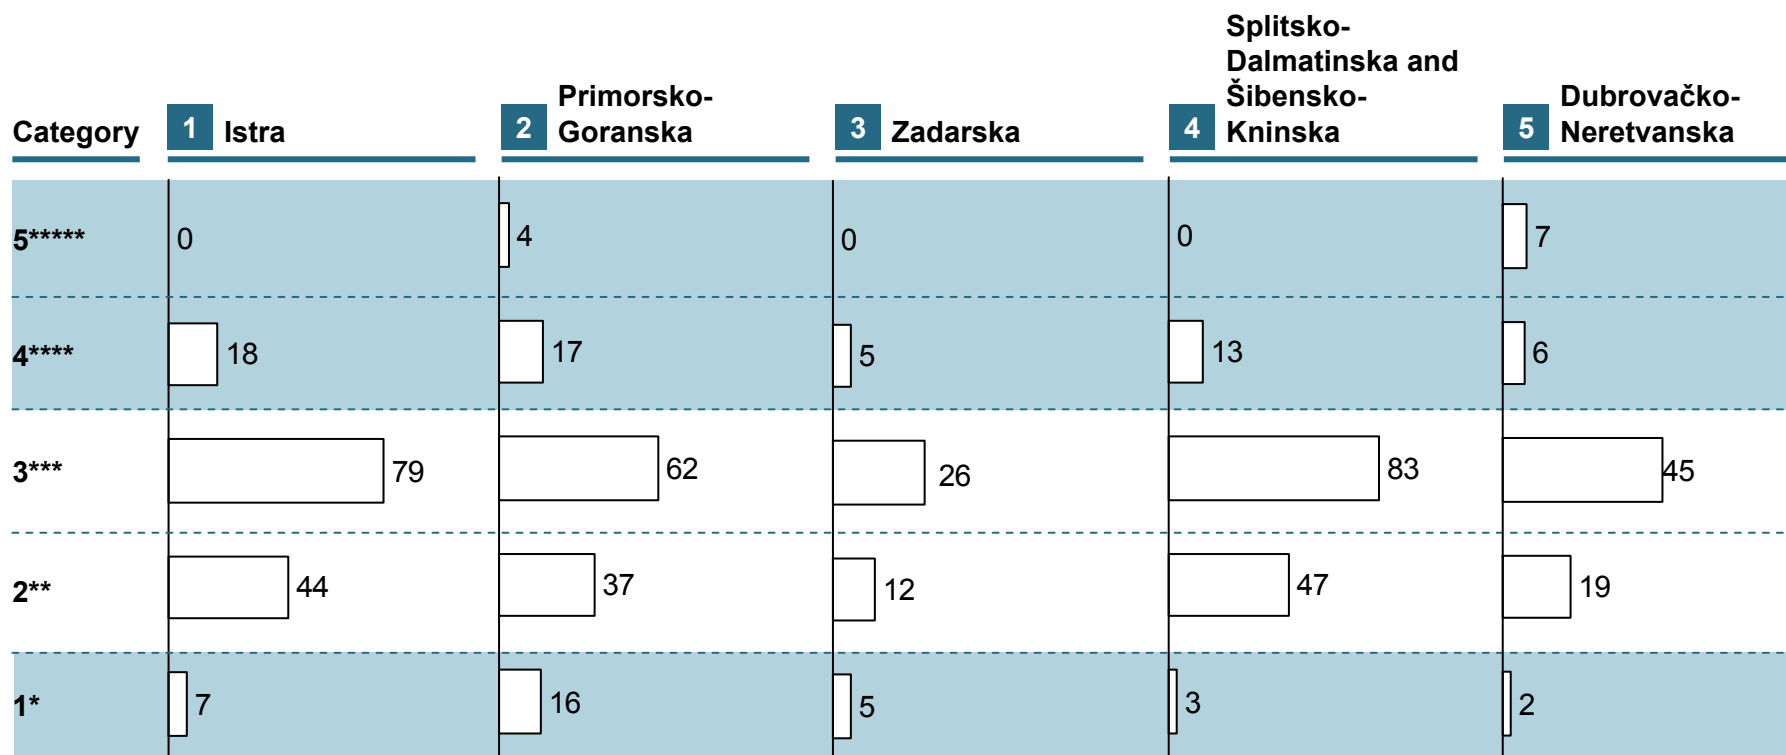 Category
1 Istra
2 Primorsko-
Goranska
3 Zadarska
4 Splitsko-
Dalmatinska and
Šibensko-
Kninska
5 Dubrovačko-
Neretvanska
5***** 0 4 0 0 7
4**** 18 17 5 13 6
3*** 79 62 26 83 45
2** 44 37 12 47 19
1* 7 16 5 3 2